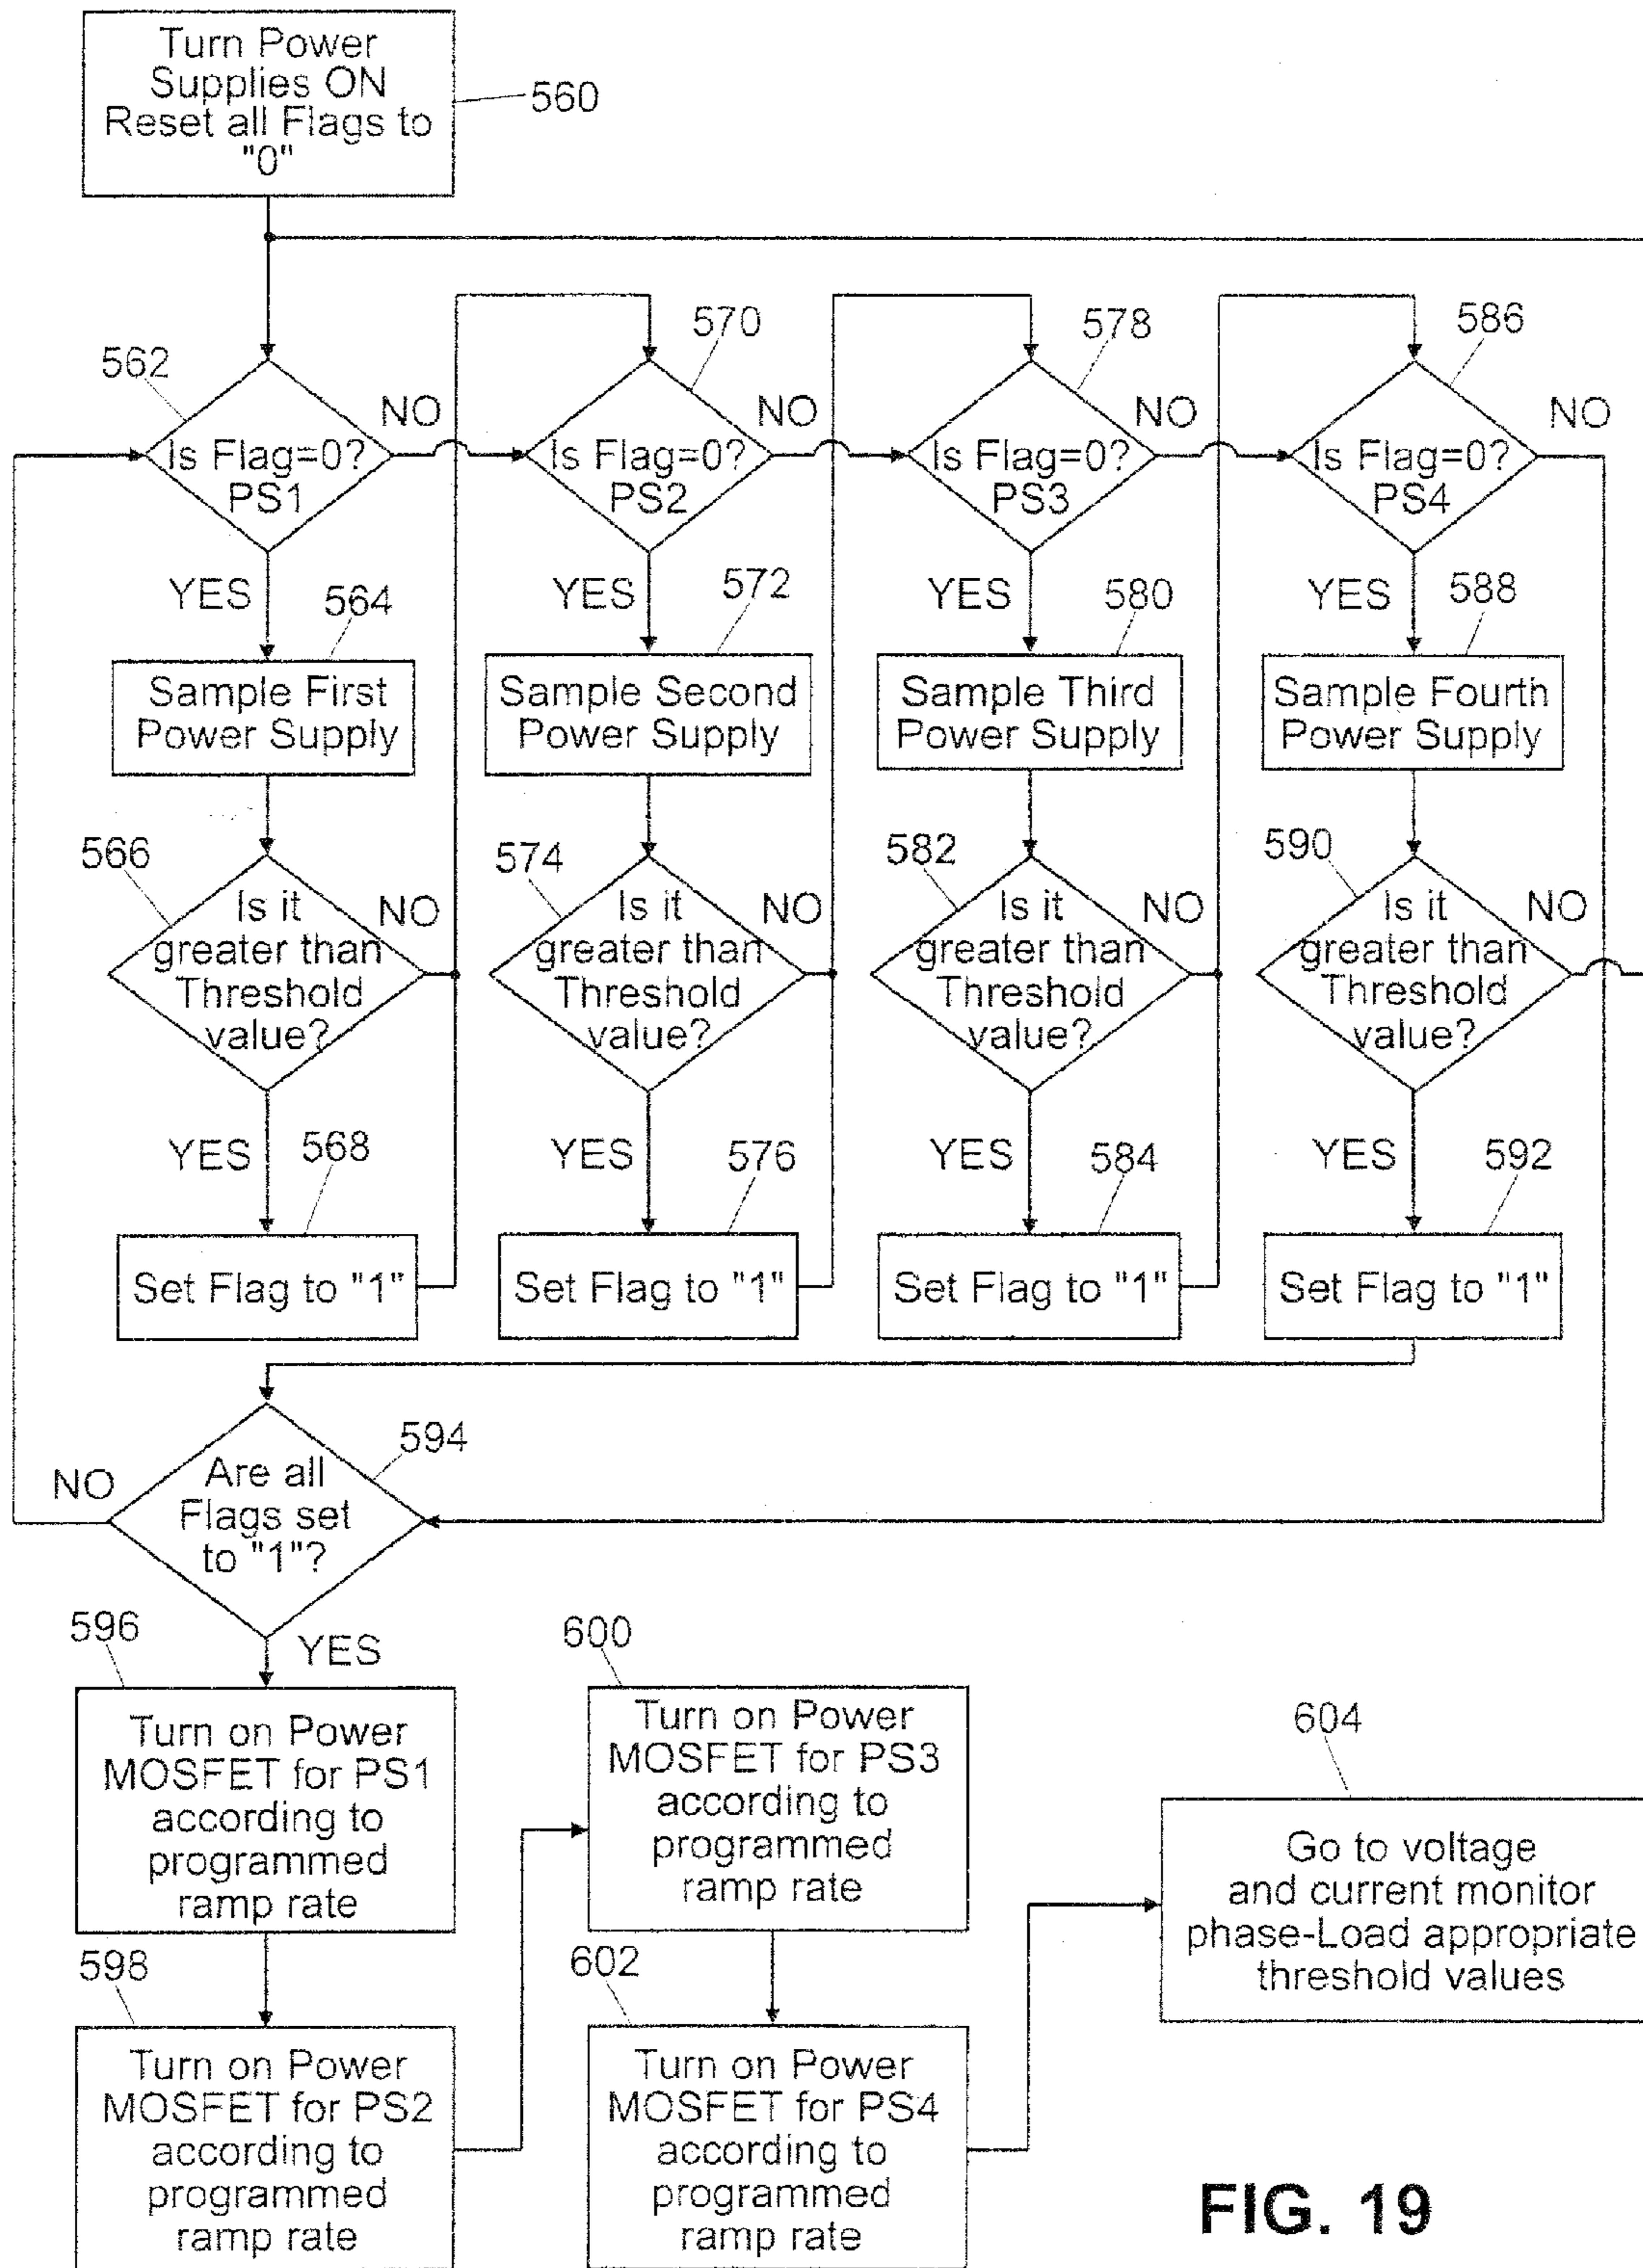 Turn Power
Supplies ON
Reset all Flags to
"0"
560
562
570
578
586
NO
NO
NO
NO
Is Flag=0?
PS1
Is Flag=0?
PS2
Is Flag=0?
PS3
Is Flag=0?
PS4
YES
564
YES
572
YES
580
YES
588
Sample First
Power Supply
Sample Second
Power Supply
Sample Third
Power Supply
Sample Fourth
Power Supply
566
574
582
590
Is it
greater than
Threshold
value?
NO
Is it
greater than
Threshold
value?
NO
Is it
greater than
Threshold
value?
NO
Is it
greater than
Threshold
value?
NO
YES
568
YES
576
YES
584
YES
592
Set Flag to "1"
Set Flag to "1"
Set Flag to "1"
Set Flag to "1"
594
NO
Are all
Flags set
to "1"?
YES
596
Turn on Power
MOSFET for PS1
according to
programmed
ramp rate
598
Turn on Power
MOSFET for PS2
according to
programmed
ramp rate
600
Turn on Power
MOSFET for PS3
according to
programmed
ramp rate
602
Turn on Power
MOSFET for PS4
according to
programmed
ramp rate
604
Go to voltage
and current monitor
phase-Load appropriate
threshold values
FIG. 19